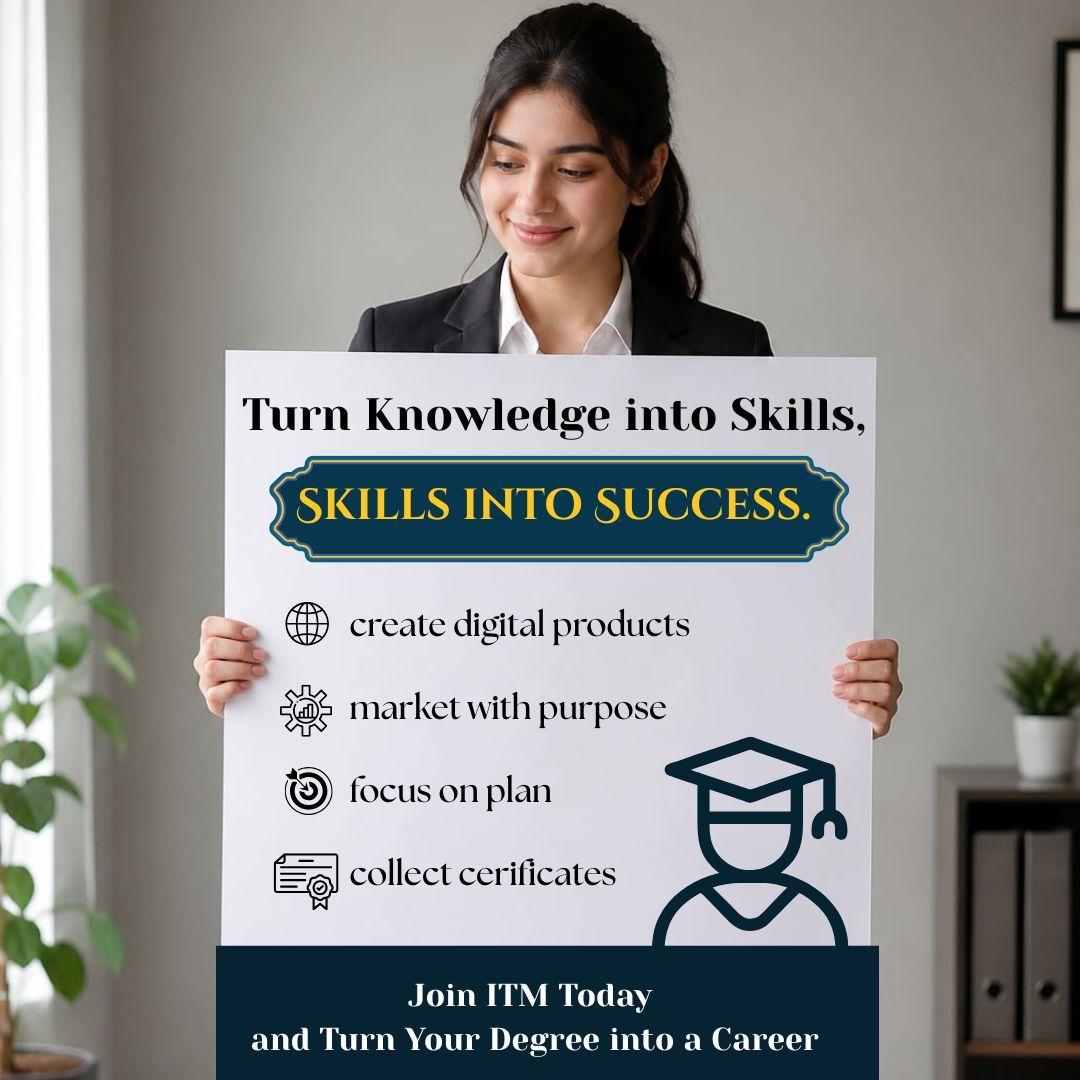 Turn Knowledge into Skills,
Skills into Success.
create digital products
market with purpose
focus on plan
collect cerificates
Join ITM Today
and Turn Your Degree into a Career